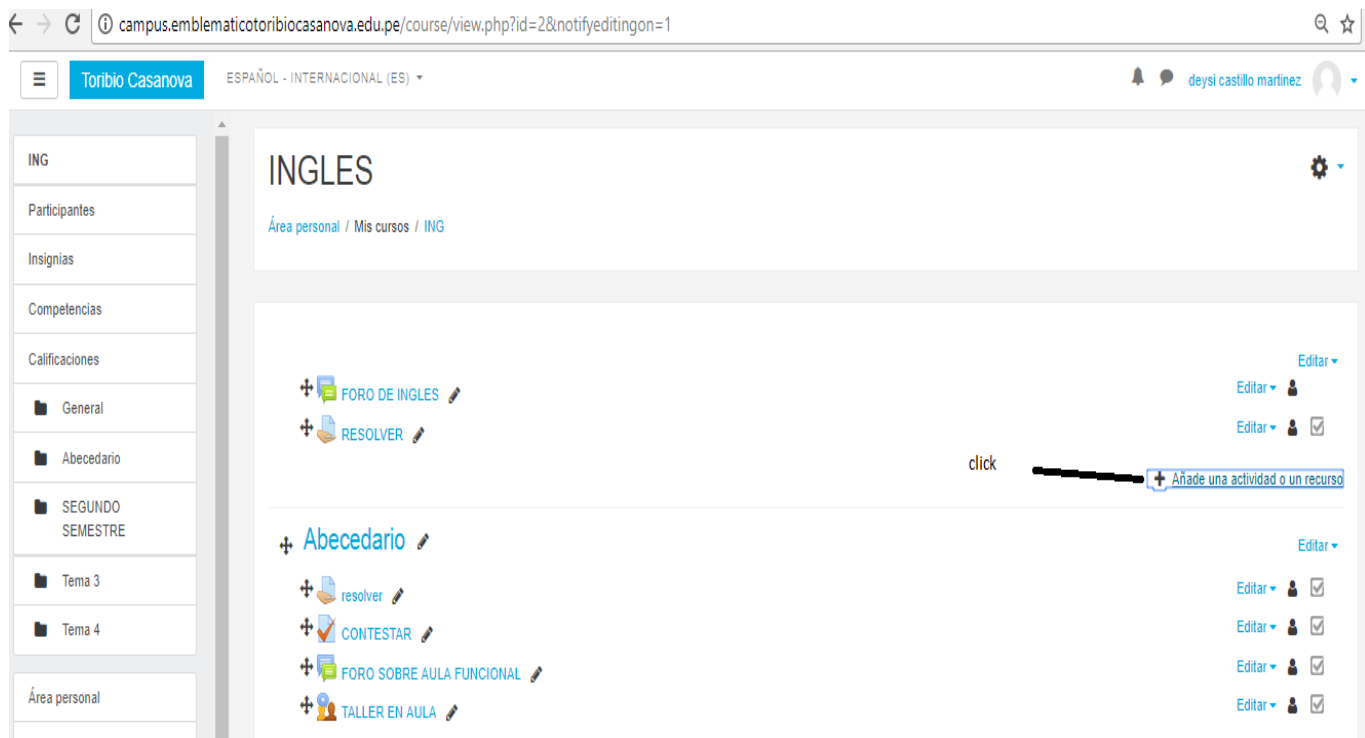 campus.emblematicotoribiocasanova.edu.pe/course/view.php?id=2&notifyeditingon=1
Toribio Casanova
ESPAÑOL - INTERNACIONAL (ES)
deysi castillo martinez
ING
Participantes
Insignias
Competencias
Calificaciones
General
Abecedario
SEGUNDO
SEMESTRE
Tema 3
Tema 4
Área personal
INGLES
Área personal / Mis cursos / ING
Editar
FORO DE INGLES Editar
RESOLVER Editar
click
+ Añade una actividad o un recurso
Abecedario Editar
resolver Editar
CONTESTAR Editar
FORO SOBRE AULA FUNCIONAL Editar
TALLER EN AULA Editar